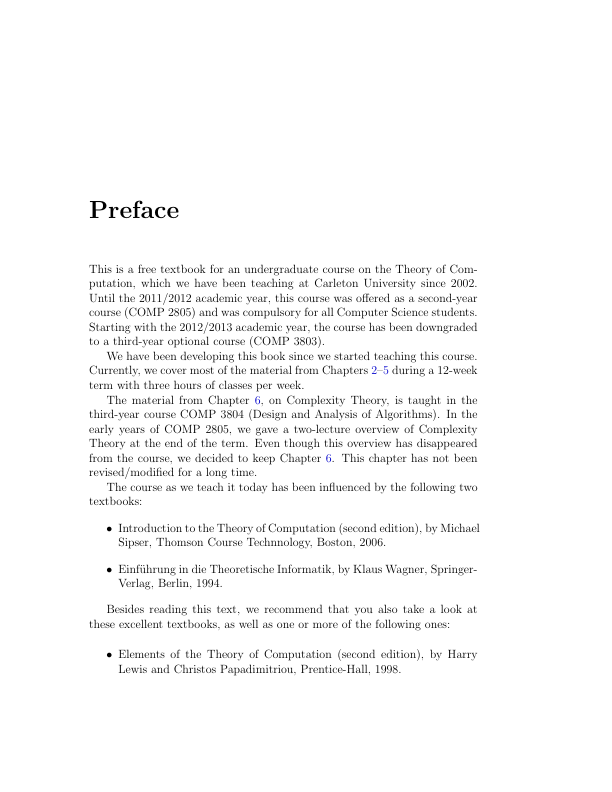 Preface
This is a free textbook for an undergraduate course on the Theory of Com-
putation, which we have been teaching at Carleton University since 2002.
Until the 2011/2012 academic year, this course was offered as a second-year
course (COMP 2805) and was compulsory for all Computer Science students.
Starting with the 2012/2013 academic year, the course has been downgraded
to a third-year optional course (COMP 3803).
We have been developing this book since we started teaching this course.
Currently, we cover most of the material from Chapters 2–5 during a 12-week
term with three hours of classes per week.
The material from Chapter 6, on Complexity Theory, is taught in the
third-year course COMP 3804 (Design and Analysis of Algorithms). In the
early years of COMP 2805, we gave a two-lecture overview of Complexity
Theory at the end of the term. Even though this overview has disappeared
from the course, we decided to keep Chapter 6. This chapter has not been
revised/modified for a long time.
The course as we teach it today has been influenced by the following two
textbooks:
• Introduction to the Theory of Computation (second edition), by Michael
Sipser, Thomson Course Technnology, Boston, 2006.
• Einführung in die Theoretische Informatik, by Klaus Wagner, Springer-
Verlag, Berlin, 1994.
Besides reading this text, we recommend that you also take a look at
these excellent textbooks, as well as one or more of the following ones:
• Elements of the Theory of Computation (second edition), by Harry
Lewis and Christos Papadimitriou, Prentice-Hall, 1998.